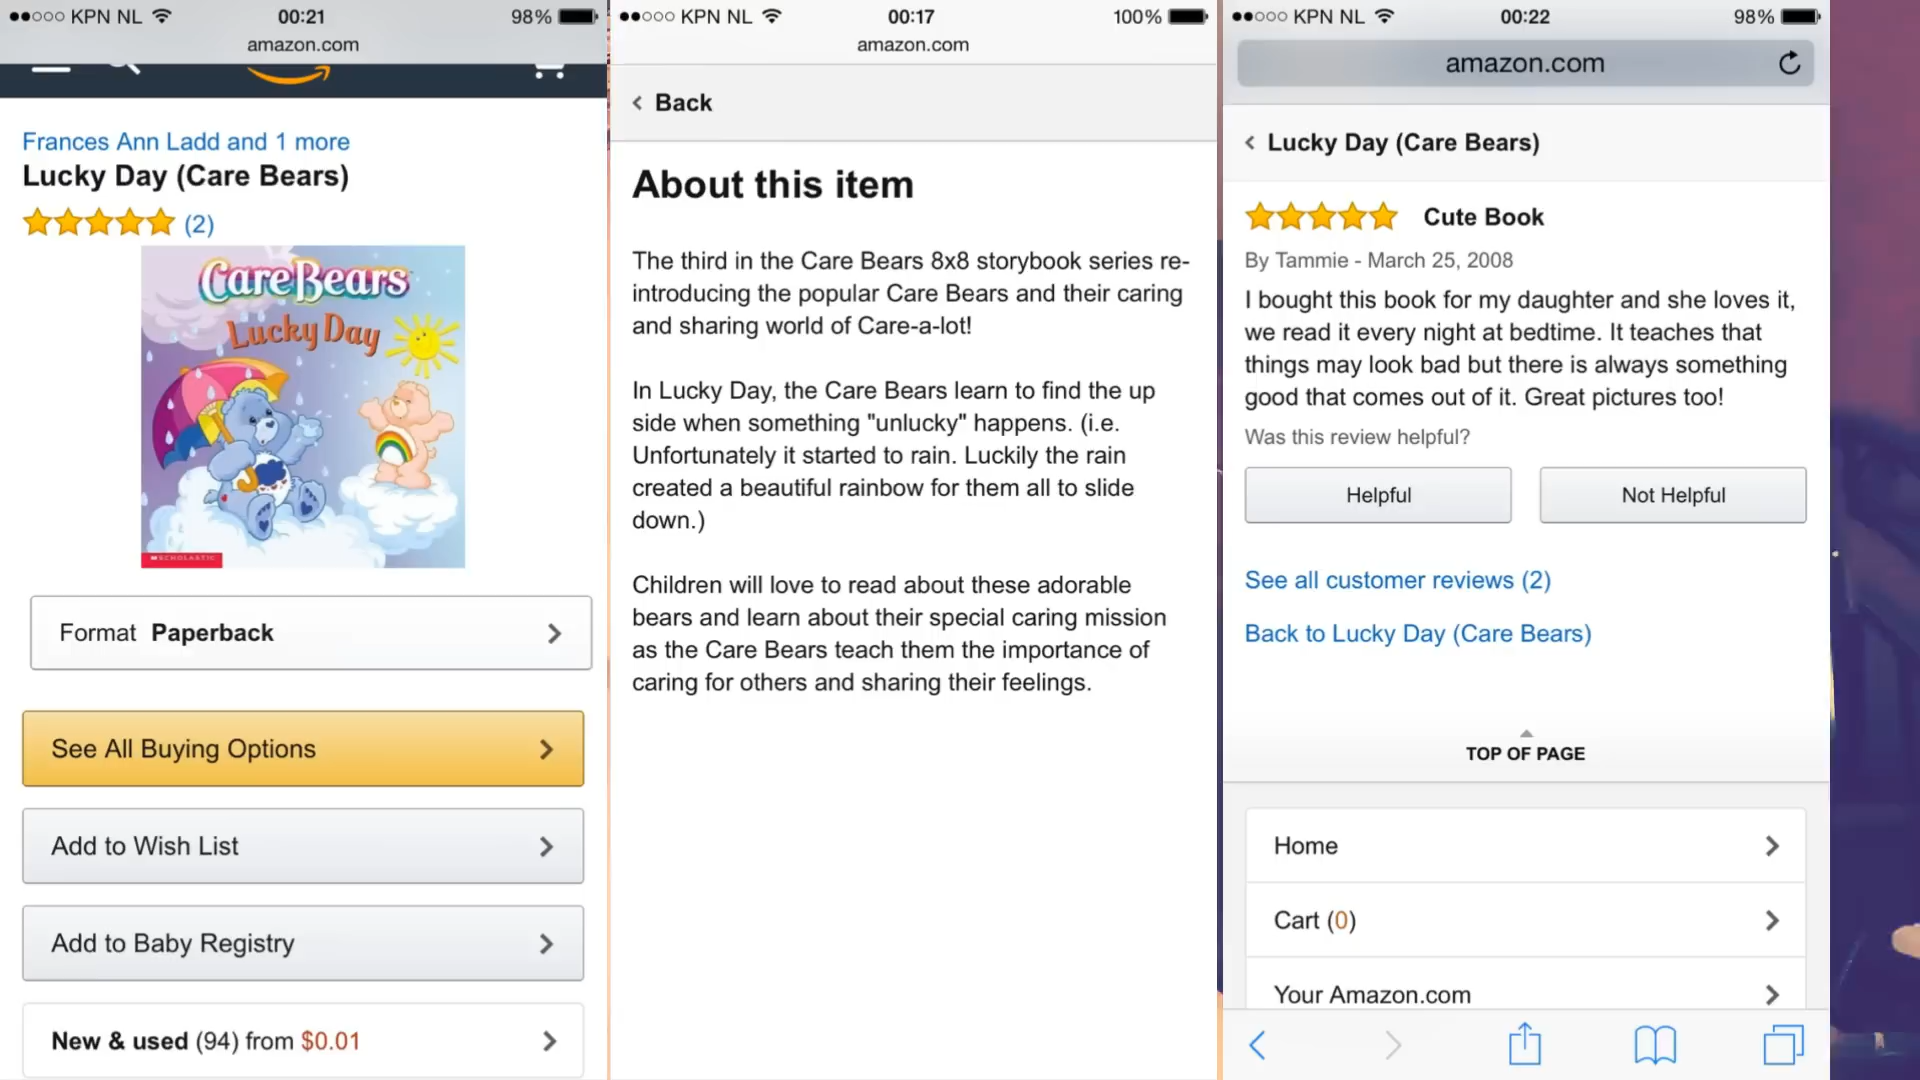 KPN NL 00:21 98%
amazon.com
Frances Ann Ladd and 1 more
Lucky Day (Care Bears)
(2)
Care Bears
Lucky Day
SCHOLASTIC
Format Paperback
See All Buying Options
Add to Wish List
Add to Baby Registry
New & used (94) from $0.01
KPN NL 00:17 100%
amazon.com
Back
About this item
The third in the Care Bears 8x8 storybook series re-
introducing the popular Care Bears and their caring
and sharing world of Care-a-lot!
In Lucky Day, the Care Bears learn to find the up
side when something "unlucky" happens. (i.e.
Unfortunately it started to rain. Luckily the rain
created a beautiful rainbow for them all to slide
down.)
Children will love to read about these adorable
bears and learn about their special caring mission
as the Care Bears teach them the importance of
caring for others and sharing their feelings.
KPN NL 00:22 98%
amazon.com
Lucky Day (Care Bears)
Cute Book
By Tammie - March 25, 2008
I bought this book for my daughter and she loves it,
we read it every night at bedtime. It teaches that
things may look bad but there is always something
good that comes out of it. Great pictures too!
Was this review helpful?
Helpful Not Helpful
See all customer reviews (2)
Back to Lucky Day (Care Bears)
TOP OF PAGE
Home
Cart (0)
Your Amazon.com